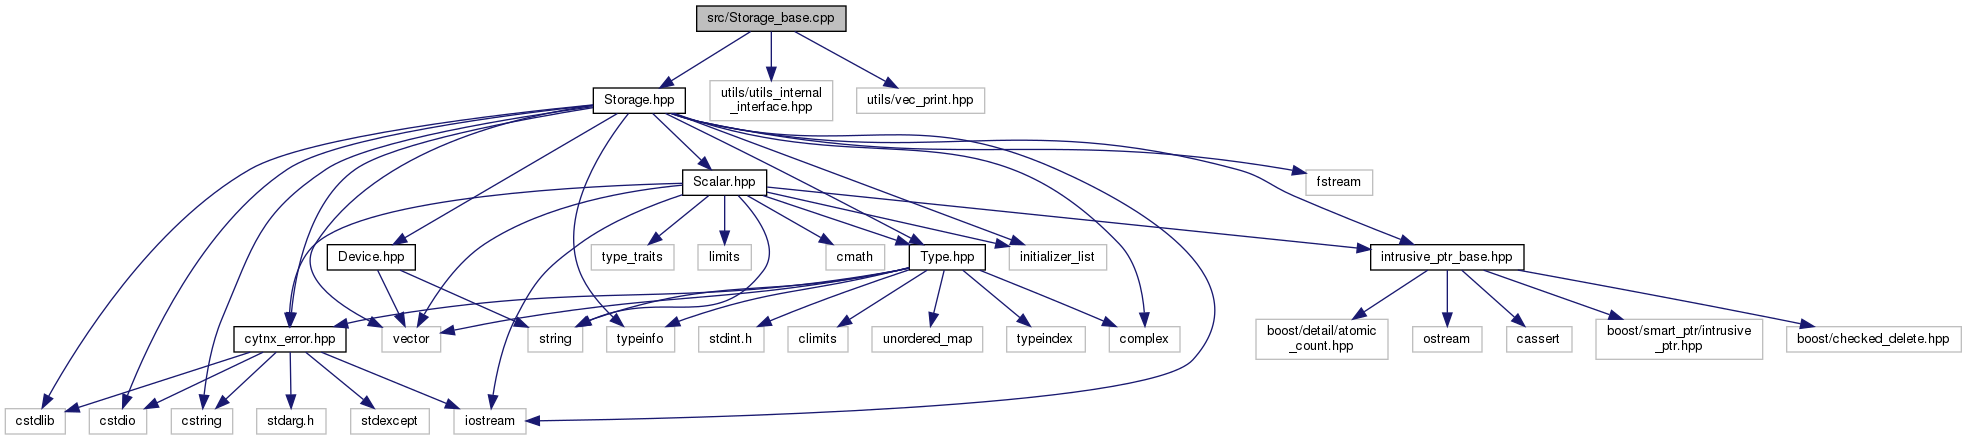 src/Storage_base.cpp
Storage.hpp
utils/utils_internal
_interface.hpp
utils/vec_print.hpp
Scalar.hpp
fstream
Device.hpp
type_traits
limits
cmath
Type.hpp
initializer_list
intrusive_ptr_base.hpp
cytnx_error.hpp
vector
string
typeinfo
stdint.h
climits
unordered_map
typeindex
complex
boost/detail/atomic
_count.hpp
ostream
cassert
boost/smart_ptr/intrusive
_ptr.hpp
boost/checked_delete.hpp
cstdlib
cstdio
cstring
stdarg.h
stdexcept
iostream